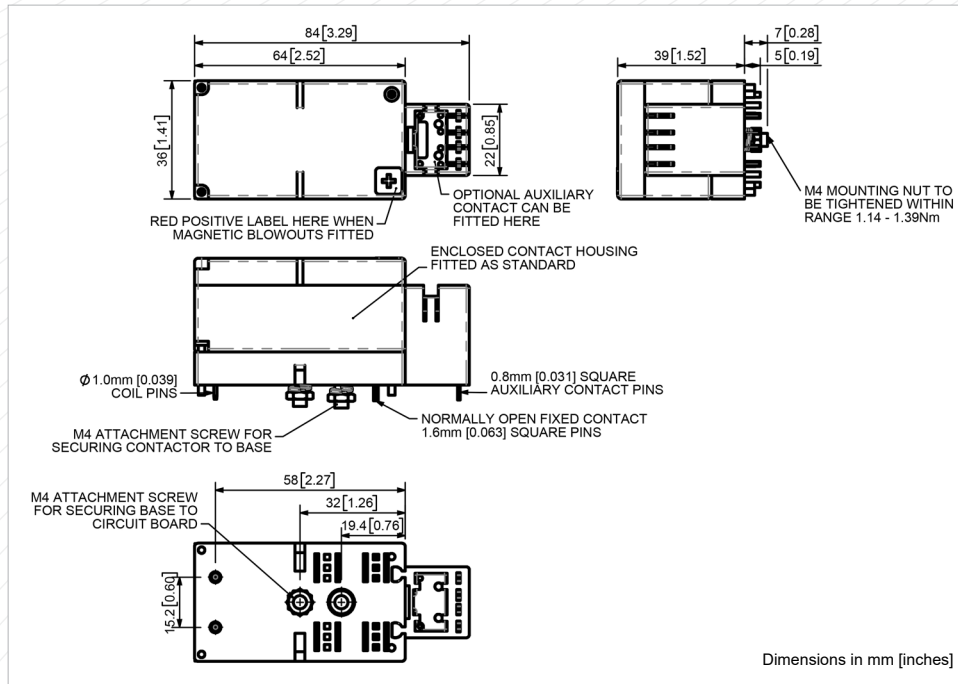 84[3.29]
64[2.52]
36[1.41]
22[0.85]
RED POSITIVE LABEL HERE WHEN
MAGNETIC BLOWOUTS FITTED
OPTIONAL AUXILIARY
CONTACT CAN BE
FITTED HERE
7[0.28]
39[1.52]
5[0.19]
M4 MOUNTING NUT TO
BE TIGHTENED WITHIN
RANGE 1.14 - 1.39Nm
ENCLOSED CONTACT HOUSING
FITTED AS STANDARD
Φ1.0mm [0.039]
COIL PINS
0.8mm [0.031] SQUARE
AUXILIARY CONTACT PINS
M4 ATTACHMENT SCREW FOR
SECURING CONTACTOR TO BASE
NORMALLY OPEN FIXED CONTACT
1.6mm [0.063] SQUARE PINS
58[2.27]
M4 ATTACHMENT SCREW
FOR SECURING BASE TO
CIRCUIT BOARD
32[1.26]
19.4[0.76]
15.2[0.60]
Dimensions in mm [inches]